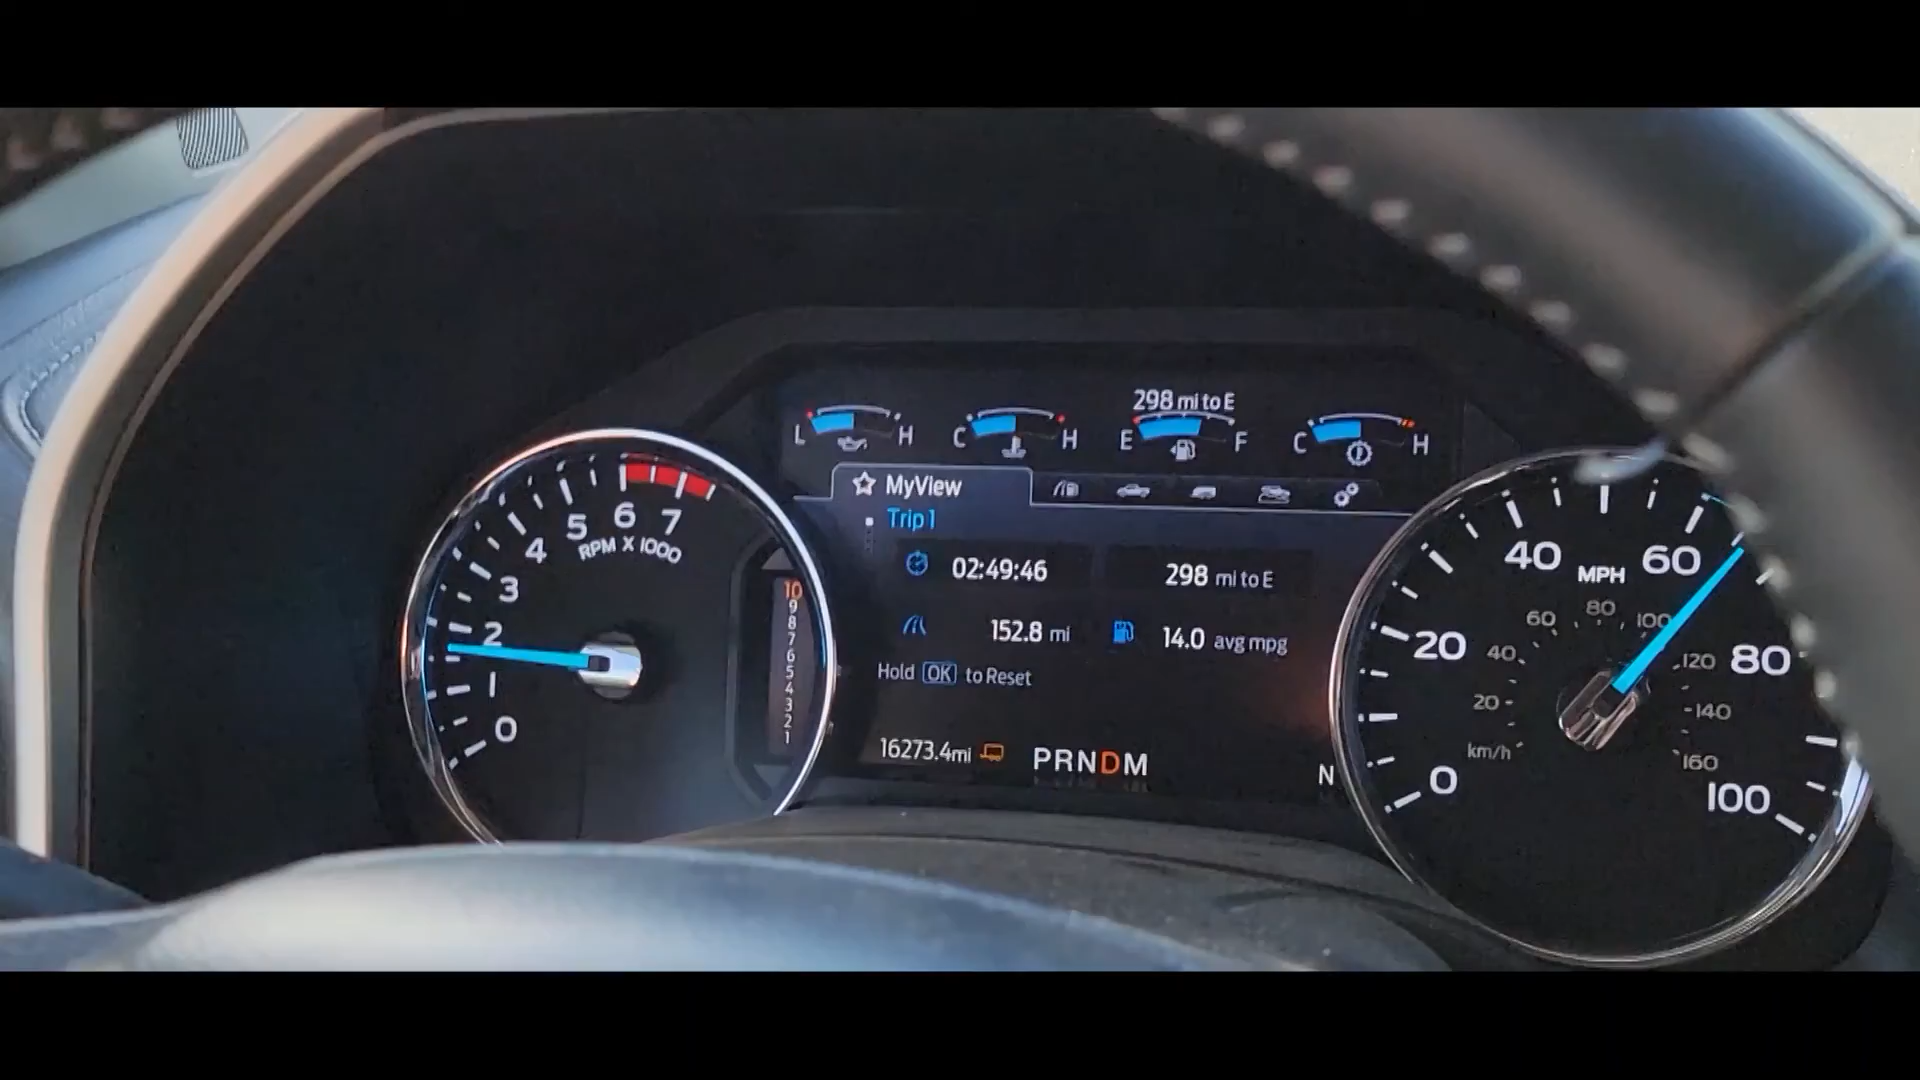 298 mi to E
L H
C H
E F
C H
MyView
Trip 1
02:49:46
298 mi to E
152.8 mi
14.0 avg mpg
Hold OK to Reset
16273.4mi
PRNDM
N
0 1 2 3 4 5 6 7
RPM X 1000
10
9
8
7
6
5
4
3
2
1
0 20 40 60 80 100
MPH
20 40 60 80 100 120 140 160
km/h